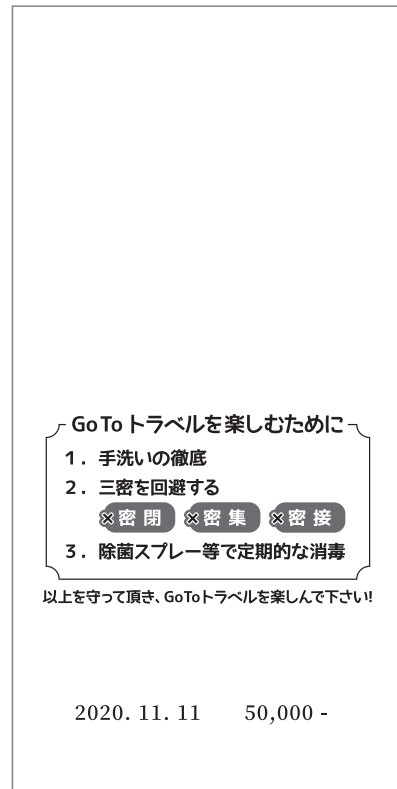 GoTo トラベルを楽しむために
1. 手洗いの徹底
2. 三密を回避する
×密閉 ×密集 ×密接
3. 除菌スプレー等で定期的な消毒
以上を守って頂き、GoToトラベルを楽しんで下さい!
2020. 11. 11 50,000 -